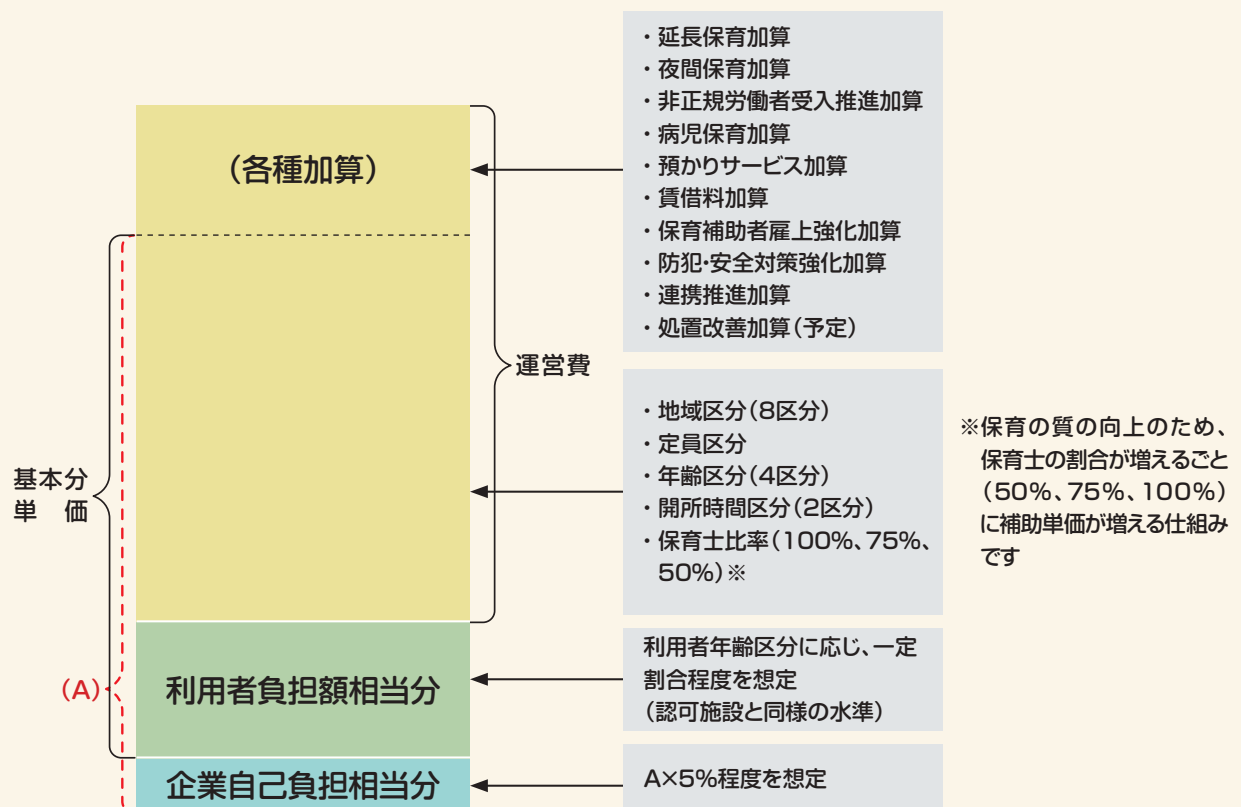 ・延長保育加算
・夜間保育加算
・非正規労働者受入推進加算
・病児保育加算
・預かりサービス加算
・賃借料加算
・保育補助者雇上強化加算
・防犯・安全対策強化加算
・連携推進加算
・処置改善加算(予定)
(各種加算)
運営費
・地域区分(8区分)
・定員区分
・年齢区分(4区分)
・開所時間区分(2区分)
・保育士比率(100%、75%、
50%)※
※保育の質の向上のため、
保育士の割合が増えるごと
(50%、75%、100%)
に補助単価が増える仕組み
です
基本分
単　価
(A)
利用者負担額相当分
利用者年齢区分に応じ、一定
割合程度を想定
(認可施設と同様の水準)
企業自己負担相当分
A×5%程度を想定